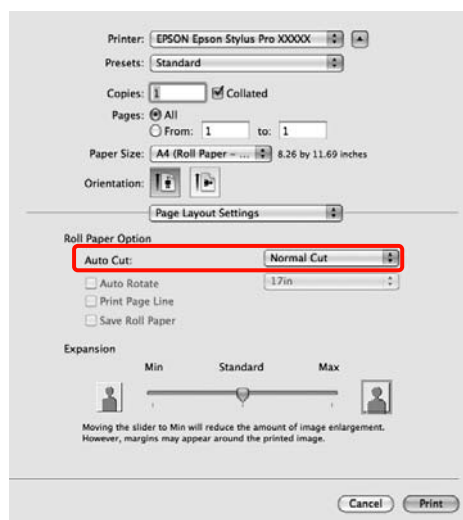 Printer: EPSON Epson Stylus Pro XXXXX
Presets: Standard
Copies: 1 Collated
Pages: All
From: 1 to: 1
Paper Size: A4 (Roll Paper – ... 8.26 by 11.69 inches
Orientation:
Page Layout Settings
Roll Paper Option
Auto Cut: Normal Cut
Auto Rotate 17in
Print Page Line
Save Roll Paper
Expansion
Min Standard Max
Moving the slider to Min will reduce the amount of image enlargement.
However, margins may appear around the printed image.
Cancel Print